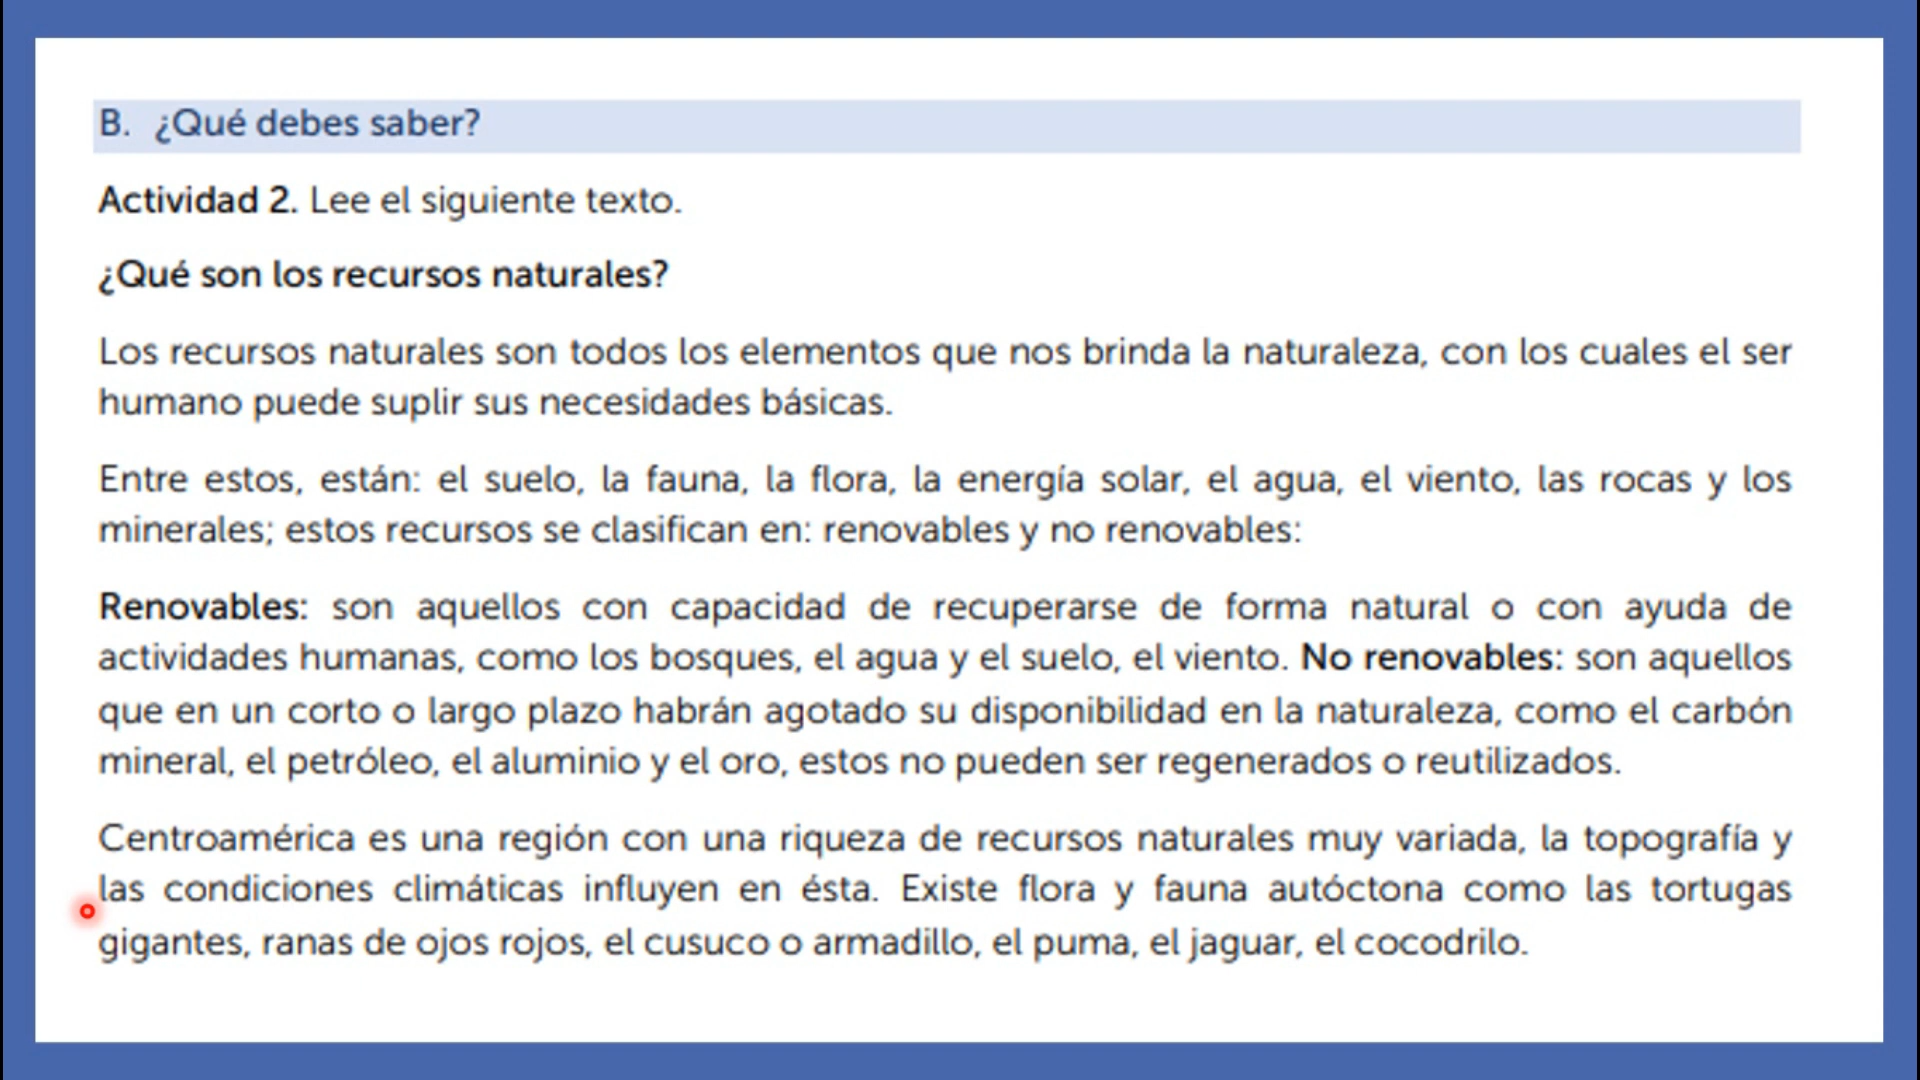 B. ¿Qué debes saber?
Actividad 2. Lee el siguiente texto.
¿Qué son los recursos naturales?
Los recursos naturales son todos los elementos que nos brinda la naturaleza, con los cuales el ser
humano puede suplir sus necesidades básicas.
Entre estos, están: el suelo, la fauna, la flora, la energía solar, el agua, el viento, las rocas y los
minerales; estos recursos se clasifican en: renovables y no renovables:
Renovables: son aquellos con capacidad de recuperarse de forma natural o con ayuda de
actividades humanas, como los bosques, el agua y el suelo, el viento. No renovables: son aquellos
que en un corto o largo plazo habrán agotado su disponibilidad en la naturaleza, como el carbón
mineral, el petróleo, el aluminio y el oro, estos no pueden ser regenerados o reutilizados.
Centroamérica es una región con una riqueza de recursos naturales muy variada, la topografía y
las condiciones climáticas influyen en ésta. Existe flora y fauna autóctona como las tortugas
gigantes, ranas de ojos rojos, el cusuco o armadillo, el puma, el jaguar, el cocodrilo.